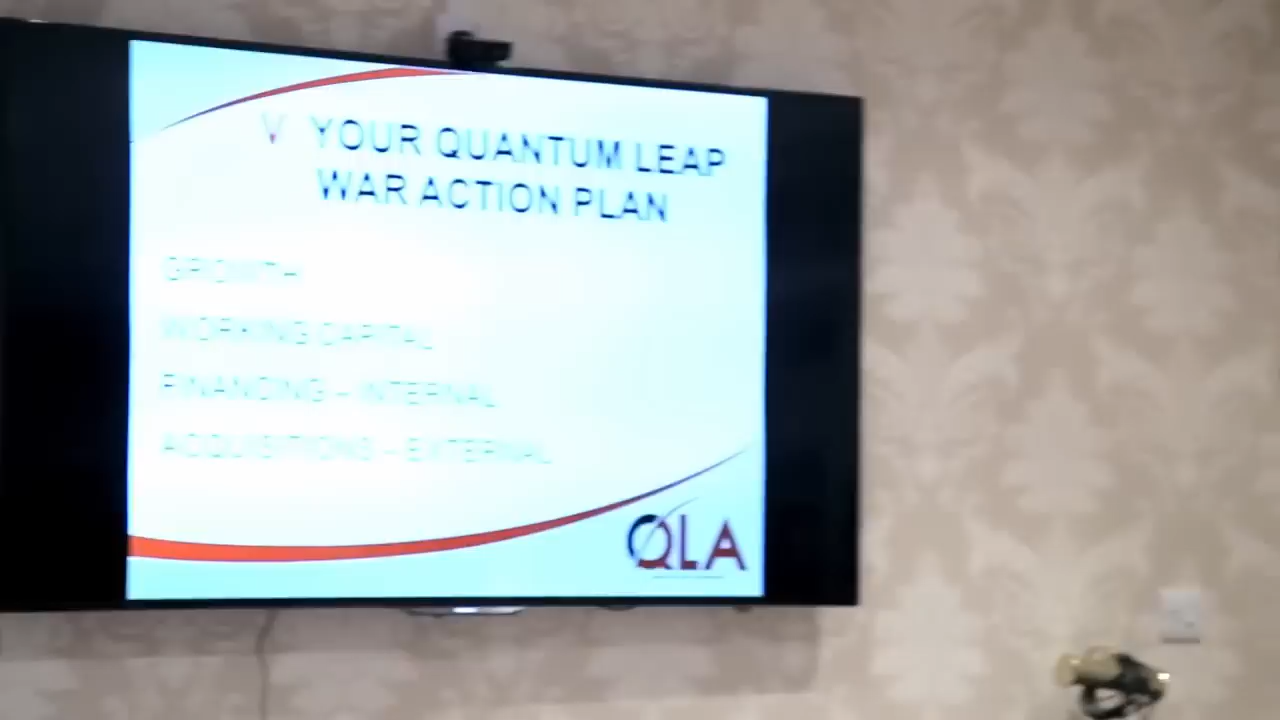 V YOUR QUANTUM LEAP
WAR ACTION PLAN
GROWTH
WORKING CAPITAL
FINANCING – INTERNAL
ACQUISITIONS – EXTERNAL
QLA